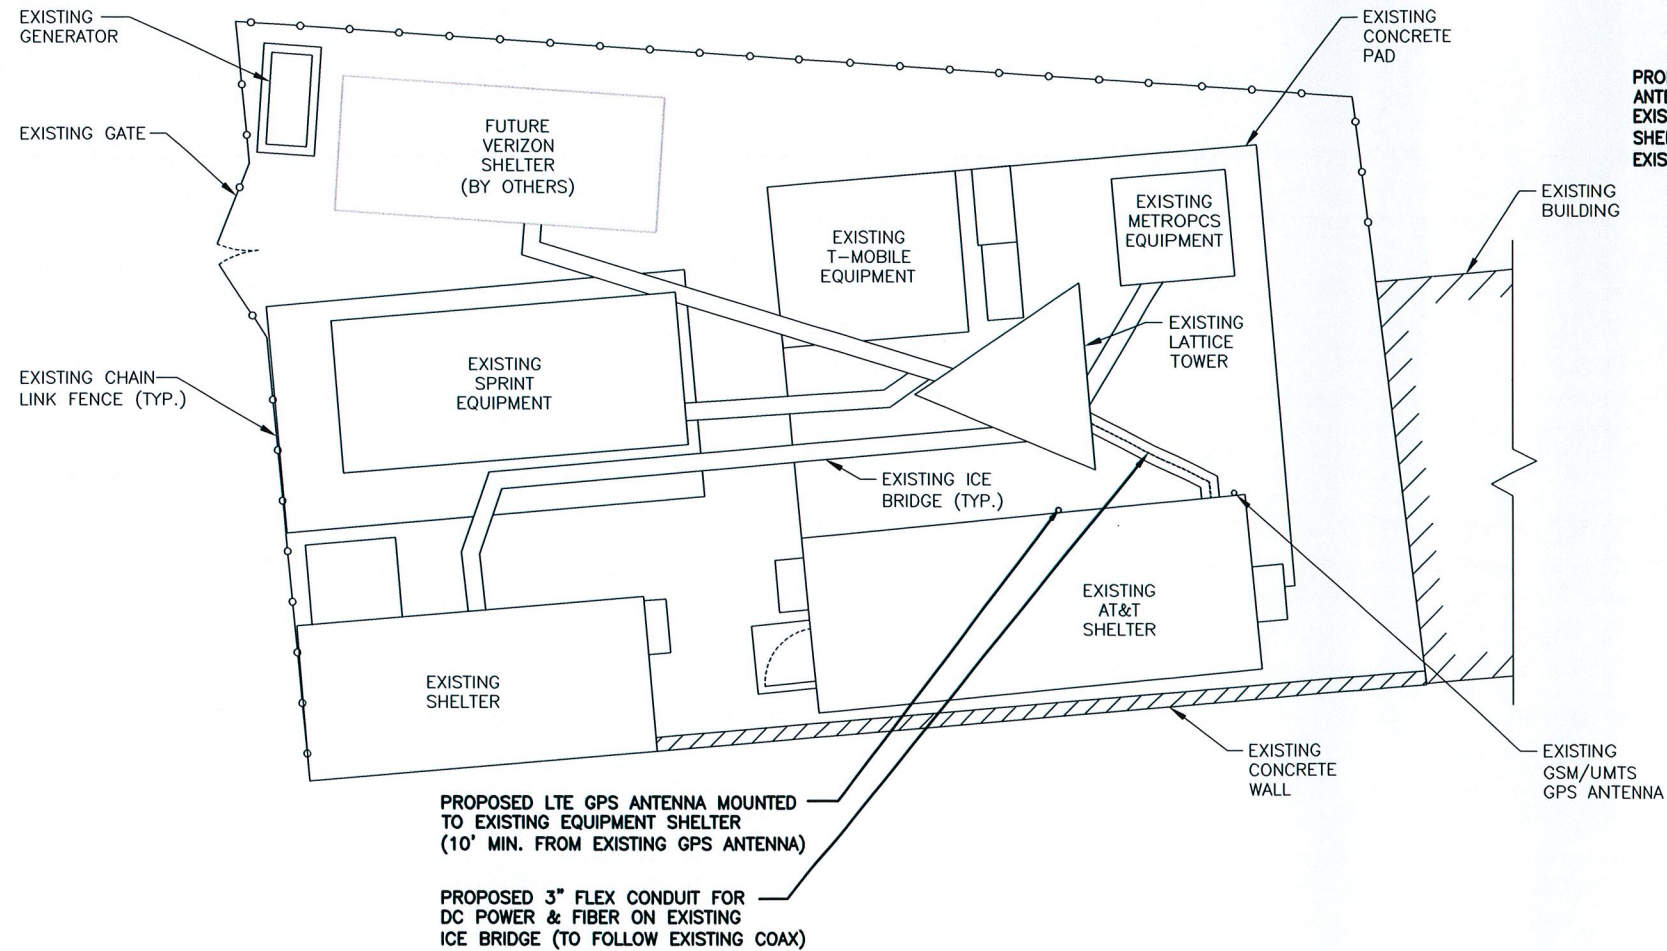 EXISTING
GENERATOR
EXISTING
CONCRETE
PAD
EXISTING GATE
FUTURE
VERIZON
SHELTER
(BY OTHERS)
EXISTING
BUILDING
EXISTING
T-MOBILE
EQUIPMENT
EXISTING
METROPCS
EQUIPMENT
EXISTING
LATTICE
TOWER
EXISTING CHAIN
LINK FENCE (TYP.)
EXISTING
SPRINT
EQUIPMENT
EXISTING ICE
BRIDGE (TYP.)
EXISTING
AT&T
SHELTER
EXISTING
SHELTER
EXISTING
CONCRETE
WALL
EXISTING
GSM/UMTS
GPS ANTENNA
PROPOSED LTE GPS ANTENNA MOUNTED
TO EXISTING EQUIPMENT SHELTER
(10' MIN. FROM EXISTING GPS ANTENNA)
PROPOSED 3" FLEX CONDUIT FOR
DC POWER & FIBER ON EXISTING
ICE BRIDGE (TO FOLLOW EXISTING COAX)